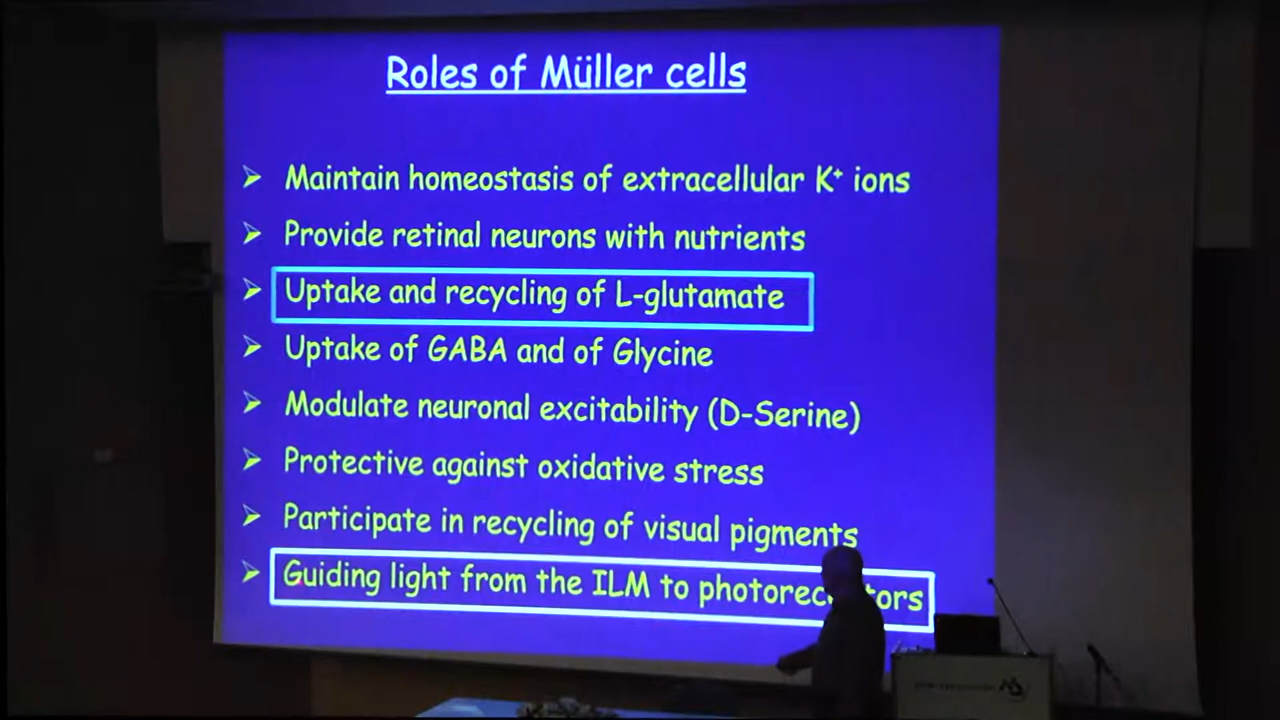 Roles of Müller cells
Maintain homeostasis of extracellular K⁺ ions
Provide retinal neurons with nutrients
Uptake and recycling of L-glutamate
Uptake of GABA and of Glycine
Modulate neuronal excitability (D-Serine)
Protective against oxidative stress
Participate in recycling of visual pigments
Guiding light from the ILM to photoreceptors